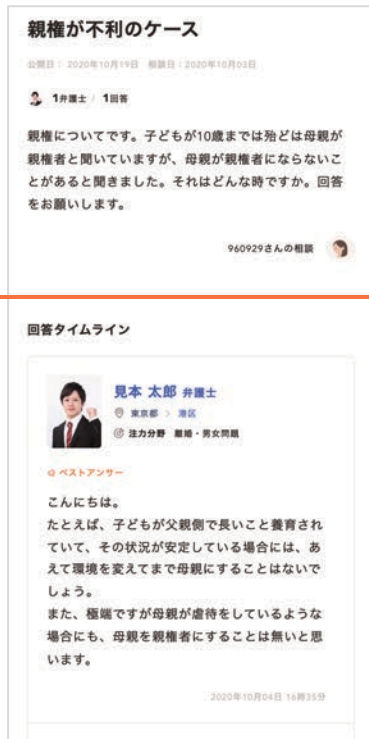 親権が不利のケース
公開日： 2020年10月19日 相談日：2020年10月03日
1弁護士 / 1回答
親権についてです。子どもが10歳までは殆どは母親が
親権者と聞いていますが、母親が親権者にならないこ
とがあると聞きました。それはどんな時ですか。回答
をお願いします。
960929さんの相談
回答タイムライン
見本 太郎 弁護士
東京都 > 港区
注力分野 離婚・男女問題
ベストアンサー
こんにちは。
たとえば、子どもが父親側で長いこと養育され
ていて、その状況が安定している場合には、あ
えて環境を変えてまで母親にすることはないで
しょう。
また、極端ですが母親が虐待をしているような
場合にも、母親を親権者にすることは無いと思
います。
2020年10月04日 16時35分